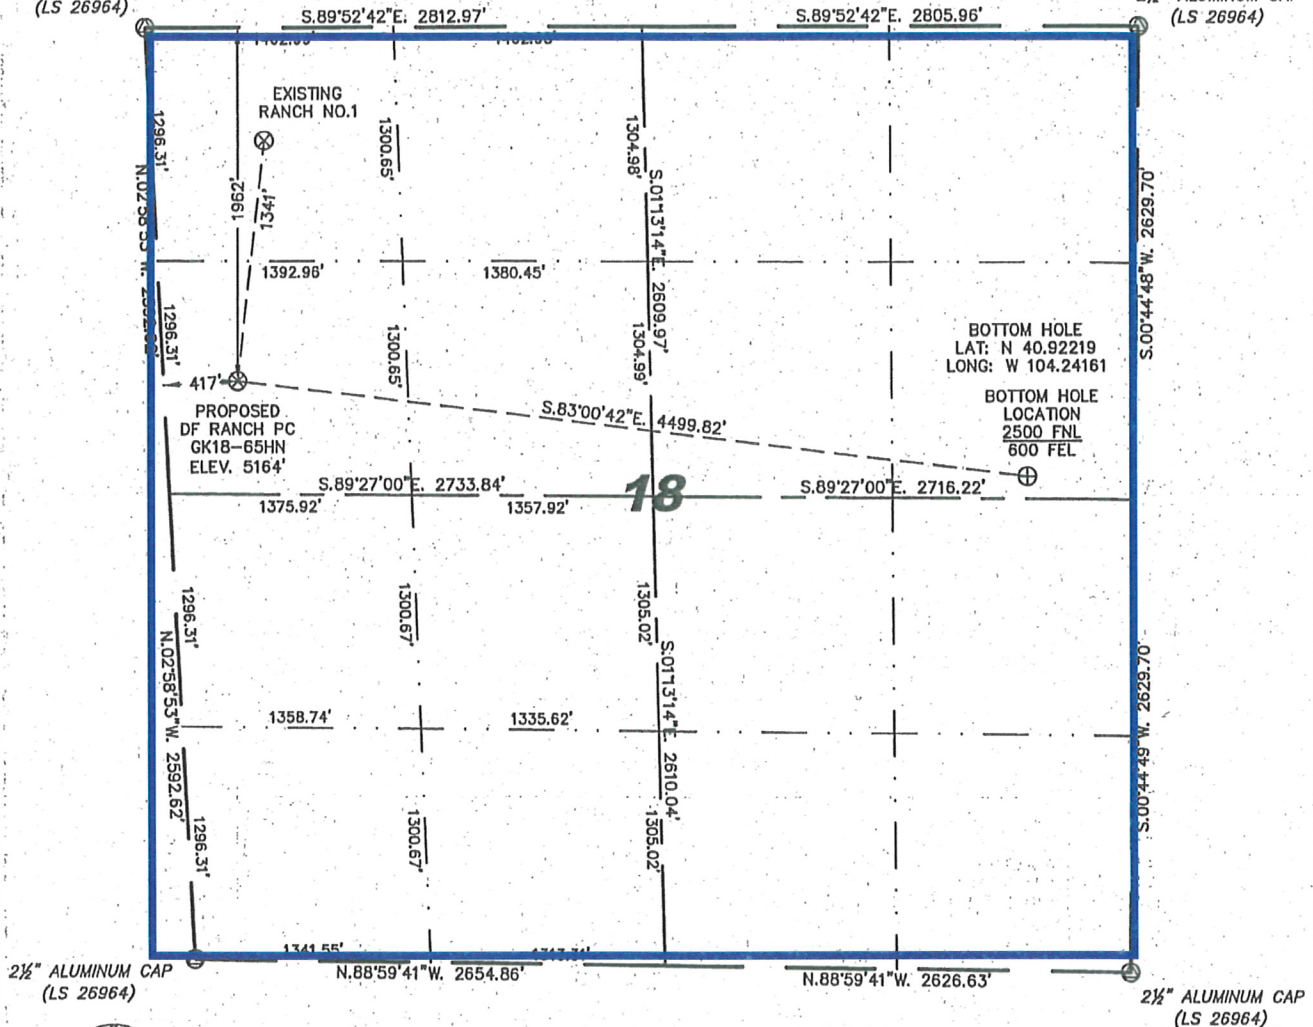 (LS 26964)
S.89°52'42"E. 2812.97'
S.89°52'42"E. 2805.96'
(LS 26964)
EXISTING
RANCH NO.1
1296.31'
1300.65'
1304.98'
1962'
1341'
S.01°13'14"E. 2609.97'
S.00°44'48"W. 2629.70'
1392.96'
1380.45'
1296.31'
1300.65'
1304.99'
BOTTOM HOLE
LAT: N 40.92219
LONG: W 104.24161
417'
PROPOSED
DF RANCH PC
GK18-65HN
ELEV. 5164'
S.83°00'42"E. 4499.82'
BOTTOM HOLE
LOCATION
2500 FNL
600 FEL
S.89°27'00"E. 2733.84'
18
S.89°27'00"E. 2716.22'
1375.92'
1357.92'
1296.31'
1300.67'
1305.02'
N.02°58'53"W. 2592.62'
S.01°13'14"E. 2610.04'
S.00°44'49"W. 2629.70'
1358.74'
1335.62'
1296.31'
1300.67'
1305.02'
1341.55'
2½" ALUMINUM CAP
(LS 26964)
N.88°59'41"W. 2654.86'
N.88°59'41"W. 2626.63'
2½" ALUMINUM CAP
(LS 26964)